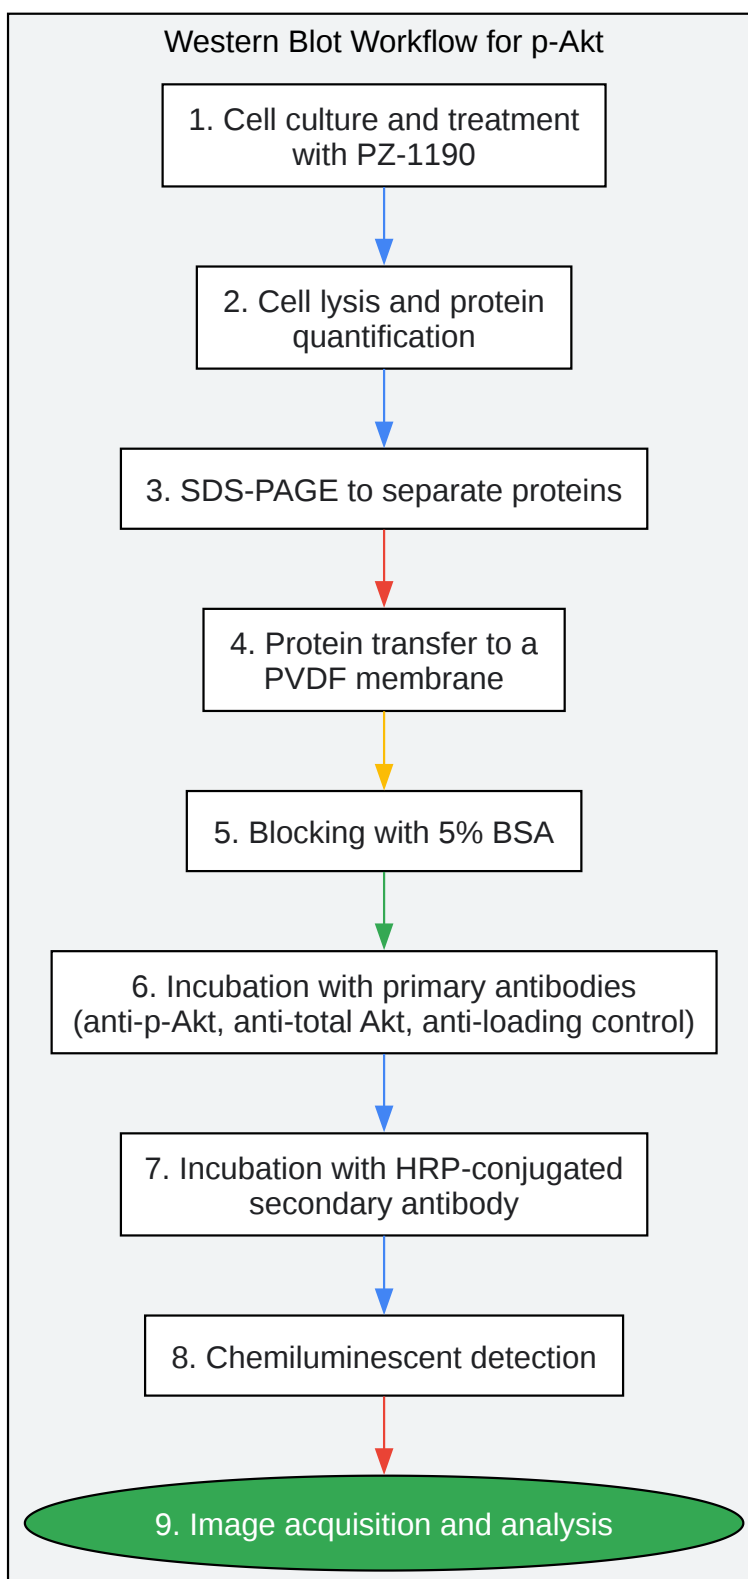 Western Blot Workflow for p-Akt
1. Cell culture and treatment
with PZ-1190
2. Cell lysis and protein
quantification
3. SDS-PAGE to separate proteins
4. Protein transfer to a
PVDF membrane
5. Blocking with 5% BSA
6. Incubation with primary antibodies
(anti-p-Akt, anti-total Akt, anti-loading control)
7. Incubation with HRP-conjugated
secondary antibody
8. Chemiluminescent detection
9. Image acquisition and analysis